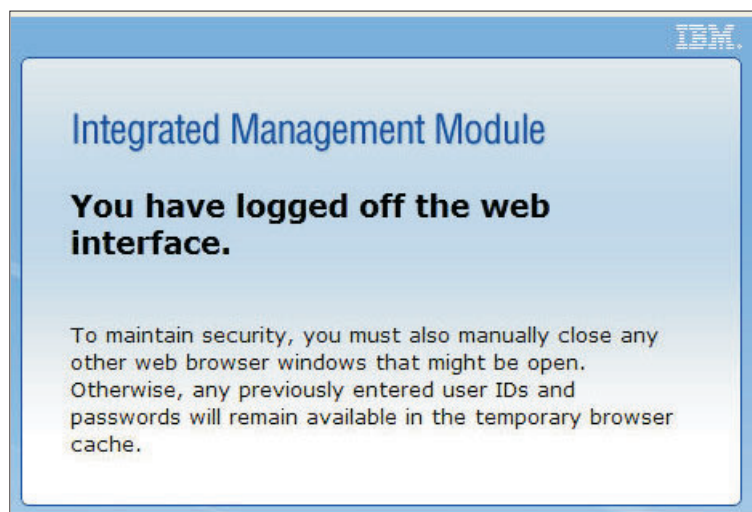 IBM.
Integrated Management Module
You have logged off the web
interface.
To maintain security, you must also manually close any
other web browser windows that might be open.
Otherwise, any previously entered user IDs and
passwords will remain available in the temporary browser
cache.